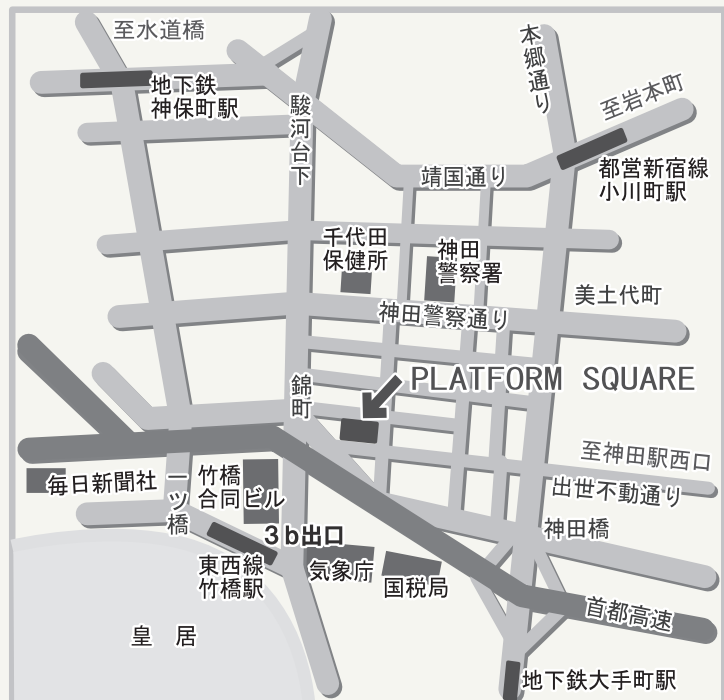 至水道橋
本郷通り
地下鉄
神保町駅
至岩本町
駿河台下
靖国通り
都営新宿線
小川町駅
千代田
保健所
神田
警察署
美土代町
神田警察通り
錦町
PLATFORM SQUARE
至神田駅西口
毎日新聞社
一ツ橋
竹橋
合同ビル
出世不動通り
3b出口
神田橋
東西線
竹橋駅
気象庁
国税局
首都高速
皇 居
地下鉄大手町駅